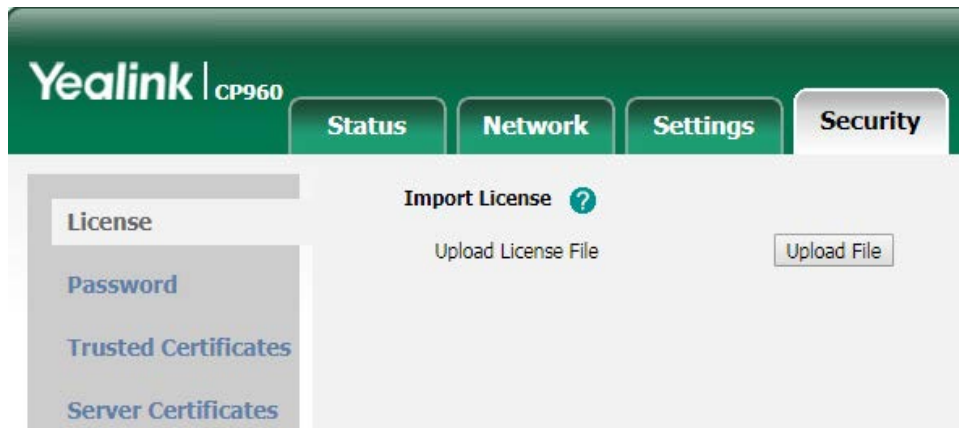 Yealink CP960
Status Network Settings Security
License
Password
Trusted Certificates
Server Certificates
Import License ?
Upload License File Upload File